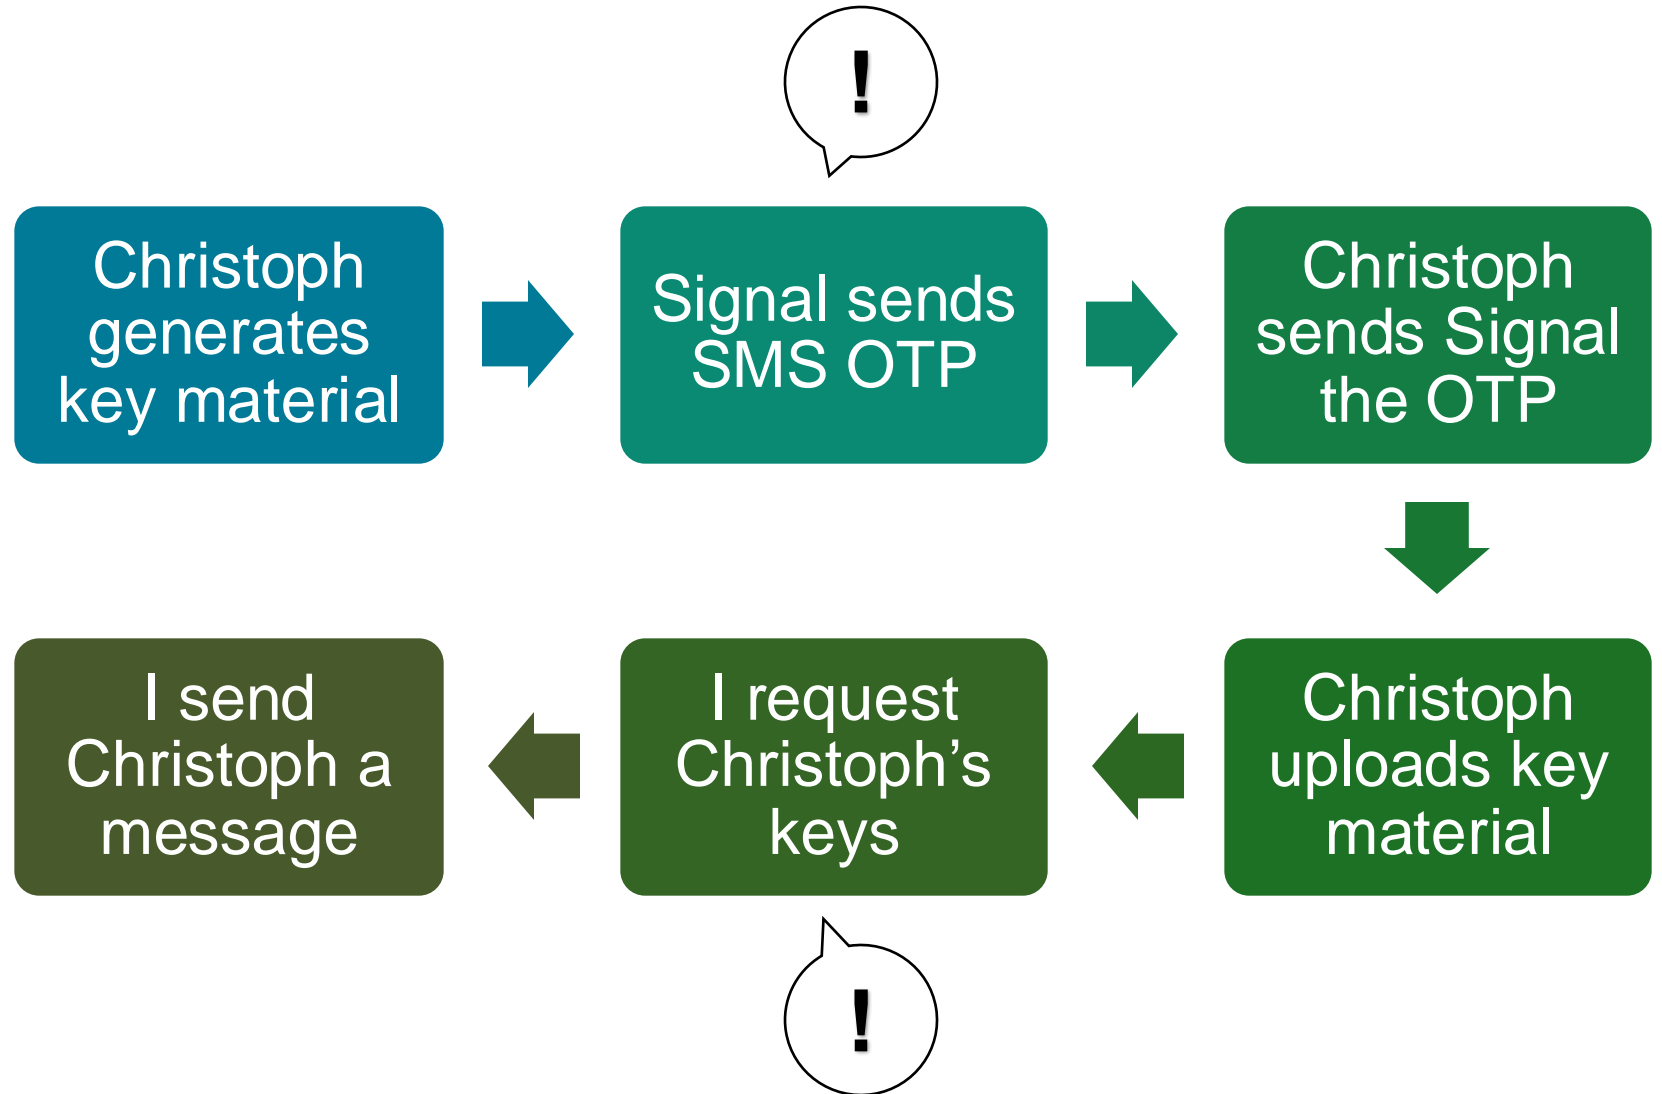 !
Christoph
generates
key material
Signal sends
SMS OTP
Christoph
sends Signal
the OTP
Christoph
uploads key
material
I request
Christoph’s
keys
I send
Christoph a
message
!